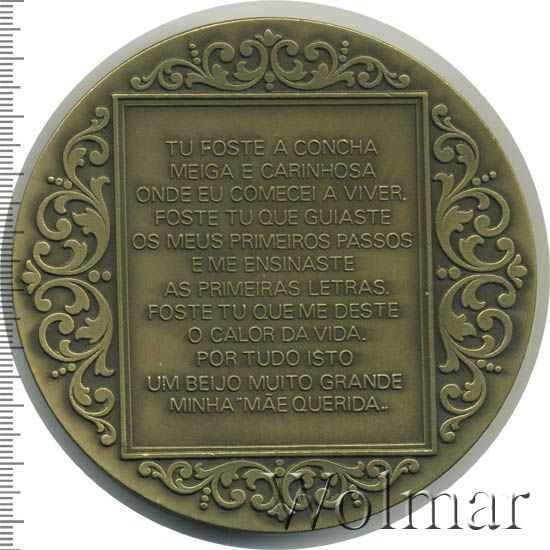 TU FOSTE A CONCHA
MEIGA E CARINHOSA
ONDE EU COMECEI A VIVER.
FOSTE TU QUE GUIASTE
OS MEUS PRIMEIROS PASSOS
E ME ENSINASTE
AS PRIMEIRAS LETRAS.
FOSTE TU QUE ME DESTE
O CALOR DA VIDA.
POR TUDO ISTO
UM BEIJO MUITO GRANDE
MINHA "MÃE QUERIDA„
Wolmar